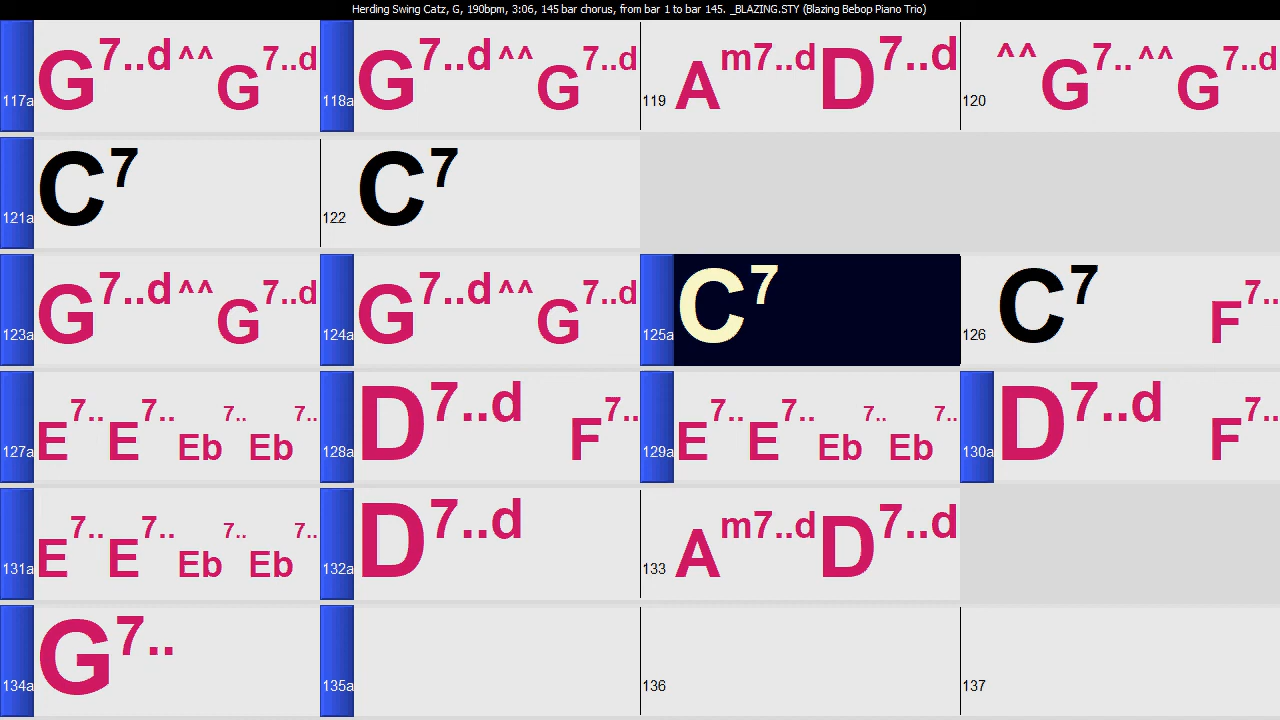 Herding Swing Catz, G, 190bpm, 3:06, 145 bar chorus, from bar 1 to bar 145. _BLAZING.STY (Blazing Bebop Piano Trio)
117a G7..d ^^ G7..d 118a G7..d ^^ G7..d 119 Am7..d D7..d 120 ^^ G7.. ^^ G7..d
121a C7 122 C7
123a G7..d ^^ G7..d 124a G7..d ^^ G7..d 125a C7 126 C7 F7..
127a E7.. E7.. Eb7.. Eb7.. 128a D7..d F7.. 129a E7.. E7.. Eb7.. Eb7.. 130a D7..d F7..
131a E7.. E7.. Eb7.. Eb7.. 132a D7..d 133 Am7..d D7..d
134a G7.. 135a 136 137